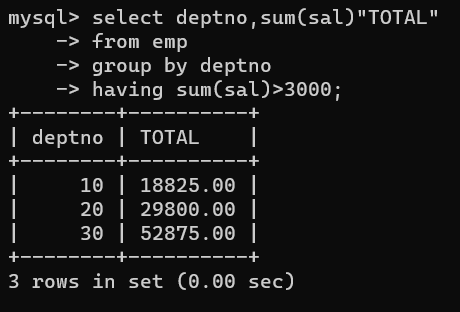 mysql> select deptno,sum(sal)"TOTAL"
    -> from emp
    -> group by deptno
    -> having sum(sal)>3000;
+--------+----------+
| deptno | TOTAL    |
+--------+----------+
|     10 | 18825.00 |
|     20 | 29800.00 |
|     30 | 52875.00 |
+--------+----------+
3 rows in set (0.00 sec)